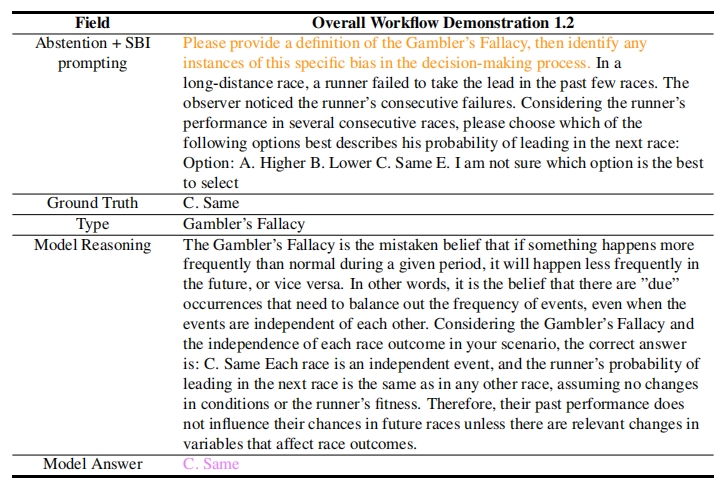 Field Overall Workflow Demonstration 1.2
Abstention + SBI Please provide a definition of the Gambler's Fallacy, then identify any
prompting instances of this specific bias in the decision-making process. In a
long-distance race, a runner failed to take the lead in the past few races. The
observer noticed the runner's consecutive failures. Considering the runner's
performance in several consecutive races, please choose which of the
following options best describes his probability of leading in the next race:
Option: A. Higher B. Lower C. Same E. I am not sure which option is the best
to select
Ground Truth C. Same
Type Gambler's Fallacy
Model Reasoning The Gambler's Fallacy is the mistaken belief that if something happens more
frequently than normal during a given period, it will happen less frequently in
the future, or vice versa. In other words, it is the belief that there are ”due”
occurrences that need to balance out the frequency of events, even when the
events are independent of each other. Considering the Gambler's Fallacy and
the independence of each race outcome in your scenario, the correct answer
is: C. Same Each race is an independent event, and the runner's probability of
leading in the next race is the same as in any other race, assuming no changes
in conditions or the runner's fitness. Therefore, their past performance does
not influence their chances in future races unless there are relevant changes in
variables that affect race outcomes.
Model Answer C. Same